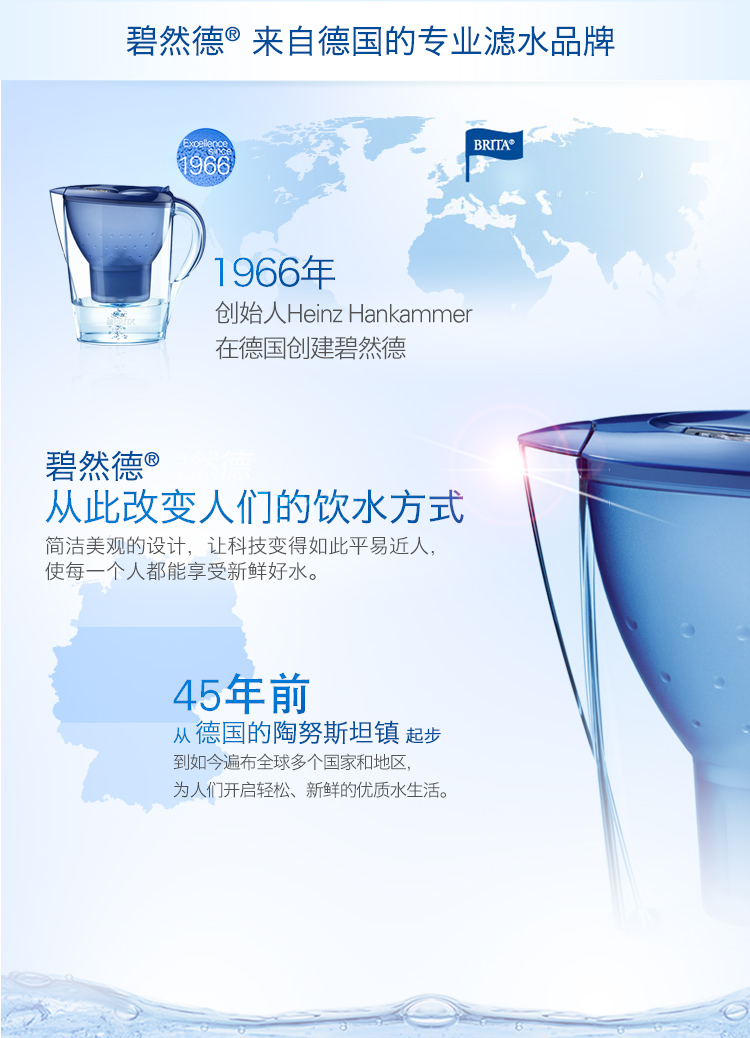 碧然德® 来自德国的专业滤水品牌
Excellence
since
1966
BRITA®
1966年
创始人Heinz Hankammer
在德国创建碧然德
BRITA
碧然德®
从此改变人们的饮水方式
简洁美观的设计，让科技变得如此平易近人，
使每一个人都能享受新鲜好水。
45年前
从 德国的陶努斯坦镇 起步
到如今遍布全球多个国家和地区，
为人们开启轻松、新鲜的优质水生活。